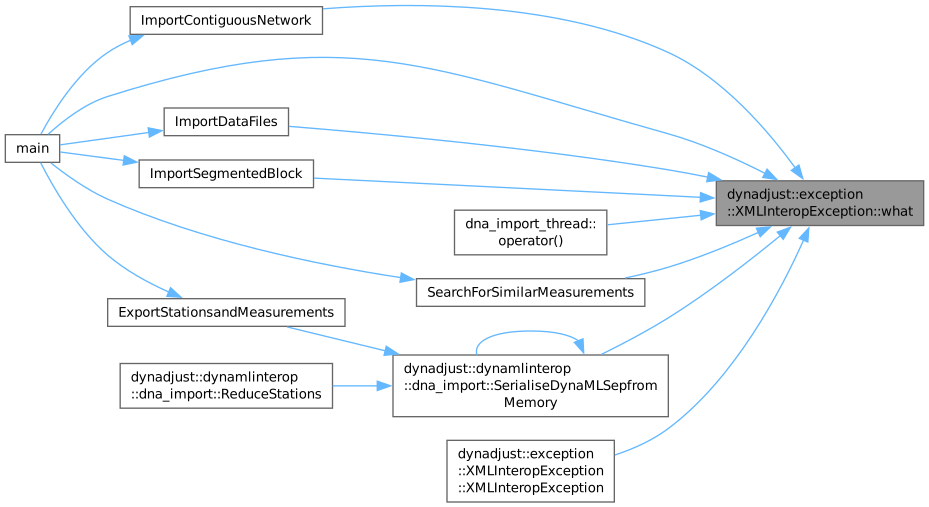 ImportContiguousNetwork
main
ImportDataFiles
ImportSegmentedBlock
dynadjust::exception
::XMLInteropException::what
dna_import_thread::
operator()
SearchForSimilarMeasurements
ExportStationsandMeasurements
dynadjust::dynamlinterop
::dna_import::SerialiseDynaMLSepfrom
Memory
dynadjust::dynamlinterop
::dna_import::ReduceStations
dynadjust::exception
::XMLInteropException
::XMLInteropException